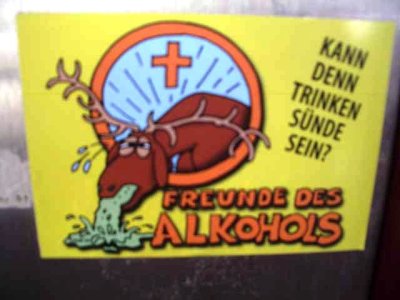 KANN
DENN
TRINKEN
SÜNDE
SEIN?
FREUNDE DES
ALKOHOLS